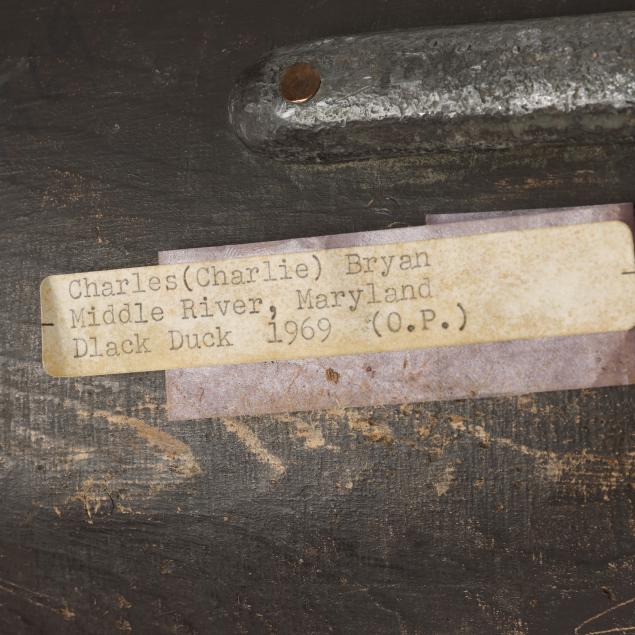 Charles(Charlie) Bryan
Middle River, Maryland
Dlack Duck 1969 (O.P.)